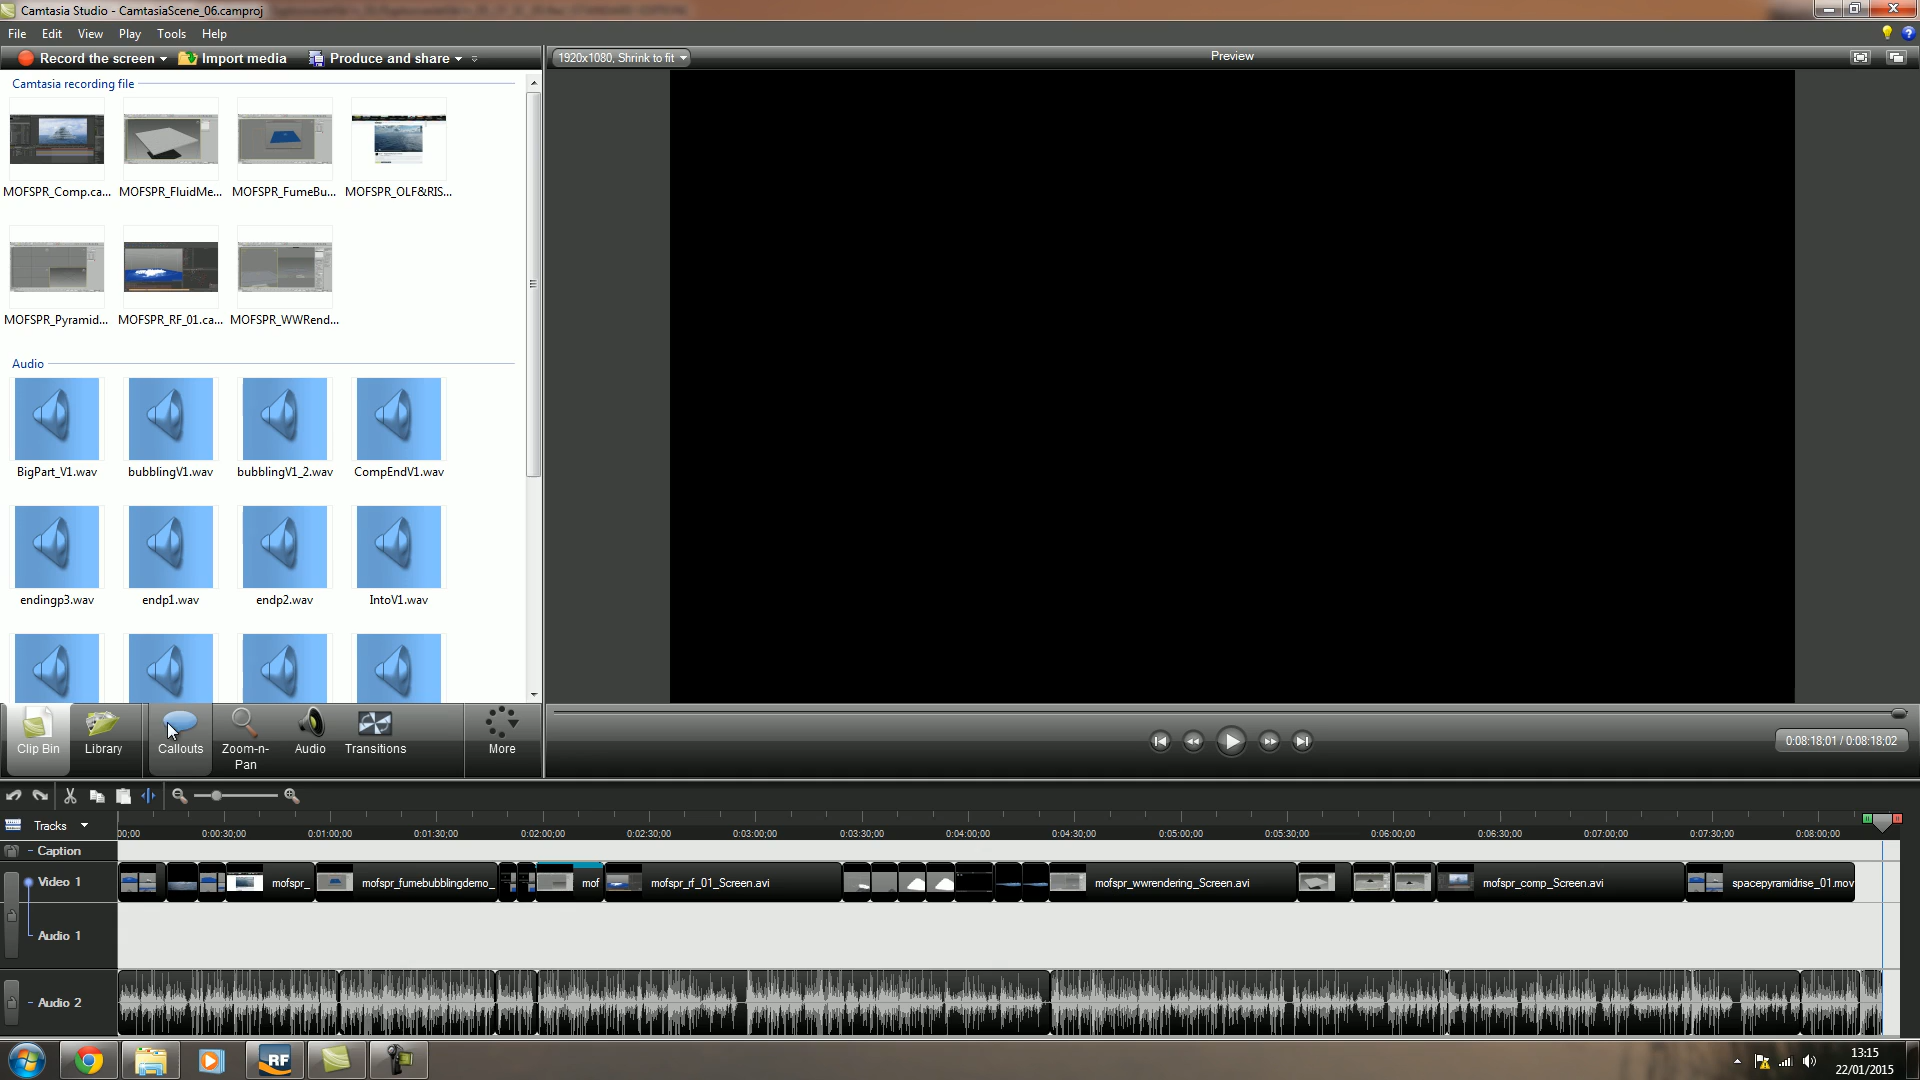 Camtasia Studio - CamtasiaScene_06.camproj
File Edit View Play Tools Help
Record the screen Import media Produce and share
1920x1080, Shrink to fit
Preview
Camtasia recording file
MOFSPR_Comp.ca... MOFSPR_FluidMe... MOFSPR_FumeBu... MOFSPR_OLF&RIS...
MOFSPR_Pyramid... MOFSPR_RF_01.ca... MOFSPR_WWRend...
Audio
BigPart_V1.wav bubblingV1.wav bubblingV1_2.wav CompEndV1.wav
endingp3.wav endp1.wav endp2.wav IntoV1.wav
Clip Bin Library Callouts Zoom-n-Pan Audio Transitions More
0:08:18;01 / 0:08:18;02
Tracks
00;00 0:00:30;00 0:01:00;00 0:01:30;00 0:02:00;00 0:02:30;00 0:03:00;00 0:03:30;00 0:04:00;00 0:04:30;00 0:05:00;00 0:05:30;00 0:06:00;00 0:06:30;00 0:07:00;00 0:07:30;00 0:08:00;00
Caption
Video 1 mofspr_ mofspr_fumebubblingdemo_ mof mofspr_rf_01_Screen.avi mofspr_wwrendering_Screen.avi mofspr_comp_Screen.avi spacepyramidrise_01.mov
Audio 1
Audio 2
RF
13:15
22/01/2015